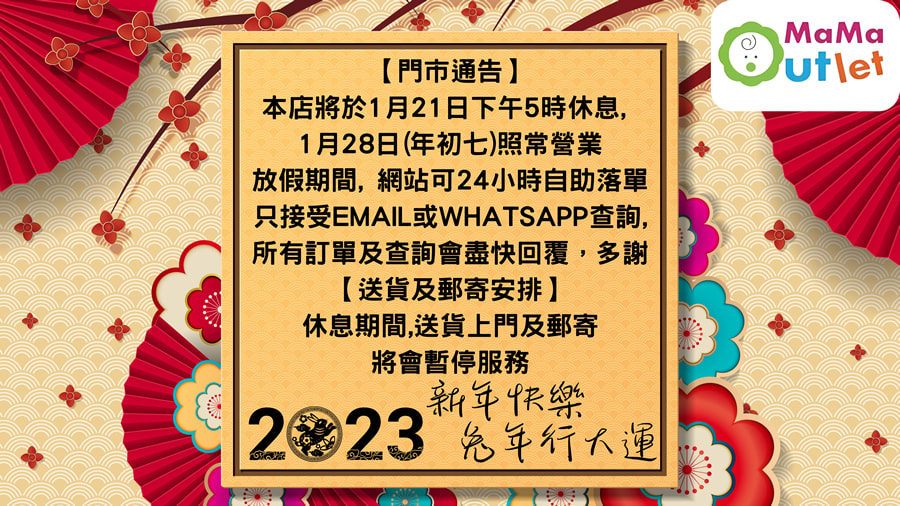 MaMa
Outlet
【門市通告】
本店將於1月21日下午5時休息,
1月28日(年初七)照常營業
放假期間, 網站可24小時自助落單
只接受EMAIL或WHATSAPP查詢,
所有訂單及查詢會盡快回覆，多謝
【送貨及郵寄安排】
休息期間,送貨上門及郵寄
將會暫停服務
新年快樂
2023
兔年行大運